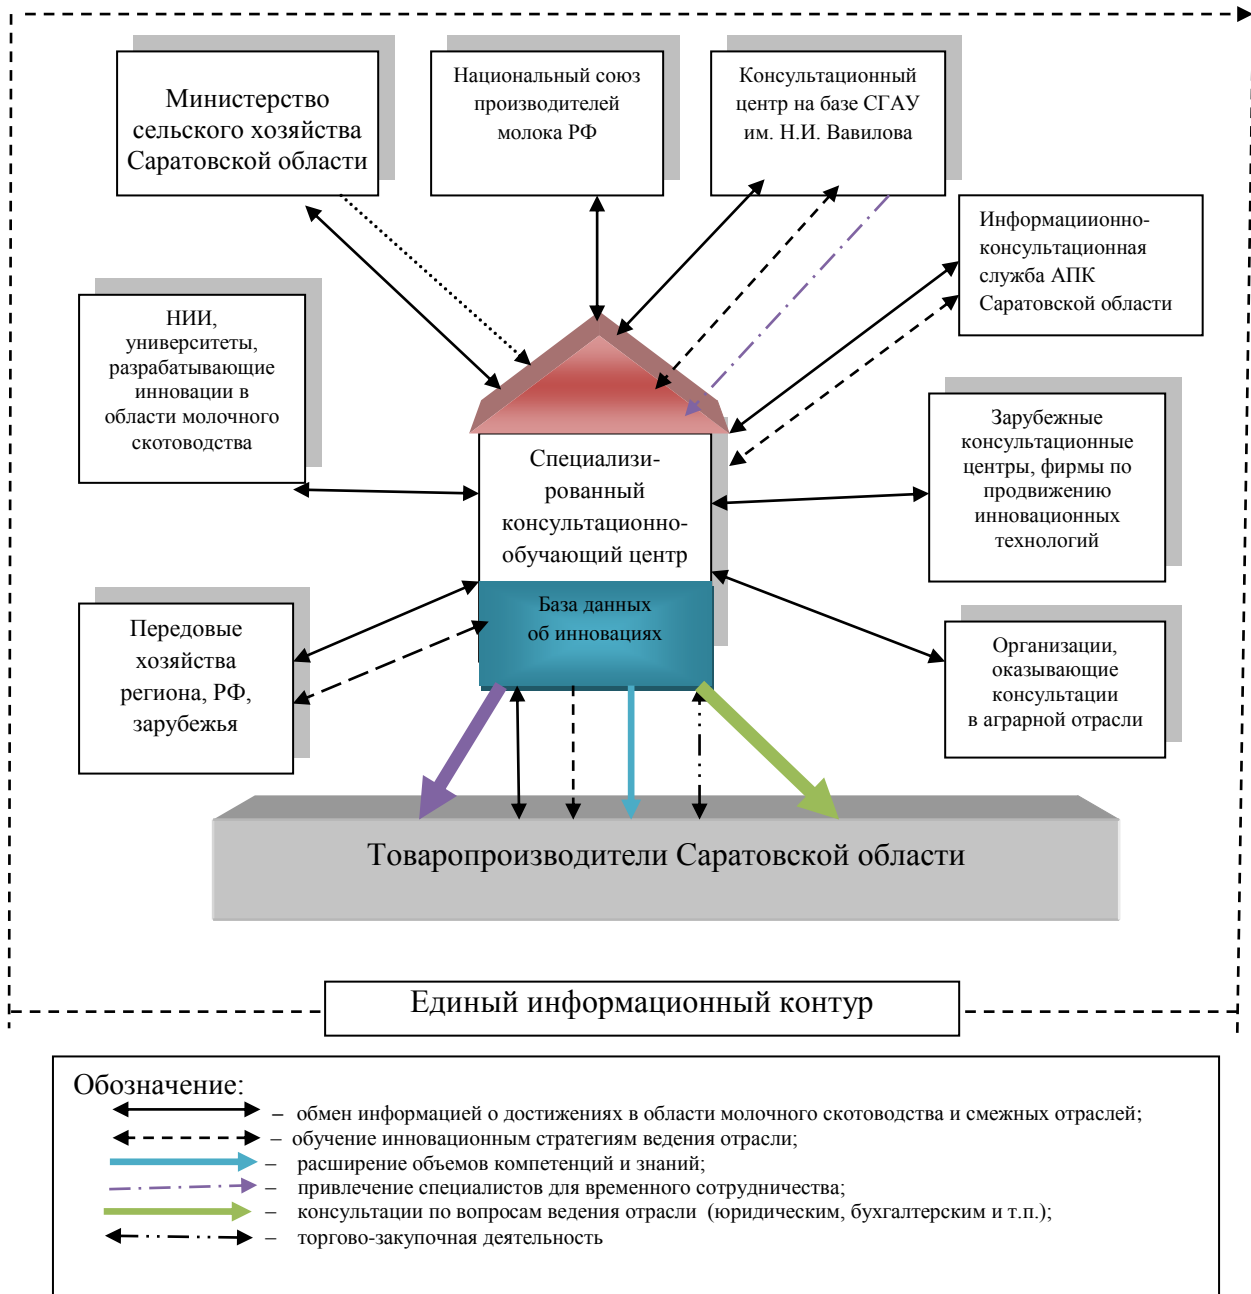 Министерство
сельского хозяйства
Саратовской области
Национальный союз
производителей
молока РФ
Консультационный
центр на базе СГАУ
им. Н.И. Вавилова
Информациионно-
консультационная
служба АПК
Саратовской области
НИИ,
университеты,
разрабатывающие
инновации в
области молочного
скотоводства
Специализи-
рованный
консультационно-
обучающий центр
Зарубежные
консультационные
центры, фирмы по
продвижению
инновационных
технологий
База данных
об инновациях
Передовые
хозяйства
региона, РФ,
зарубежья
Организации,
оказывающие
консультации
в аграрной отрасли
Товаропроизводители Саратовской области
Единый информационный контур
Обозначение:
– обмен информацией о достижениях в области молочного скотоводства и смежных отраслей;
– обучение инновационным стратегиям ведения отрасли;
– расширение объемов компетенций и знаний;
– привлечение специалистов для временного сотрудничества;
– консультации по вопросам ведения отрасли (юридическим, бухгалтерским и т.п.);
– торгово-закупочная деятельность